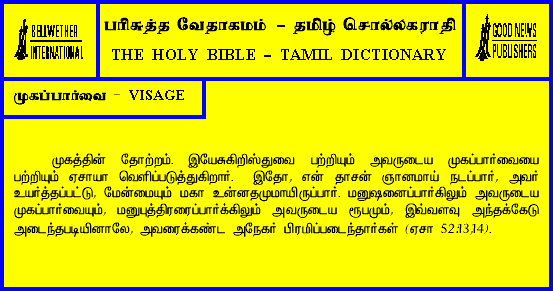 BELLWETHER
INTERNATIONAL
பரிசுத்த வேதாகமம் – தமிழ் சொல்லகராதி
THE HOLY BIBLE – TAMIL DICTIONARY
GOOD NEWS
PUBLISHERS
முகப்பார்வை - VISAGE
முகத்தின் தோற்றம். இயேசுகிறிஸ்துவை பற்றியும் அவருடைய முகப்பார்வையை
பற்றியும் ஏசாயா வெளிப்படுத்துகிறார். இதோ, என் தாசன் ஞானமாய் நடப்பார், அவர்
உயர்த்தப்பட்டு, மேன்மையும் மகா உன்னதமுமாயிருப்பார். மனுஷனைப்பார்கிலும் அவருடைய
முகப்பார்வையும், மனுபுத்திரரைப்பார்க்கிலும் அவருடைய ரூபமும், இவ்வளவு அந்தக்கேடு
அடைந்தபடியினாலே, அவரைக்கண்ட அநேகர் பிரமிப்படைந்தார்கள் (ஏசா 52:13,14).